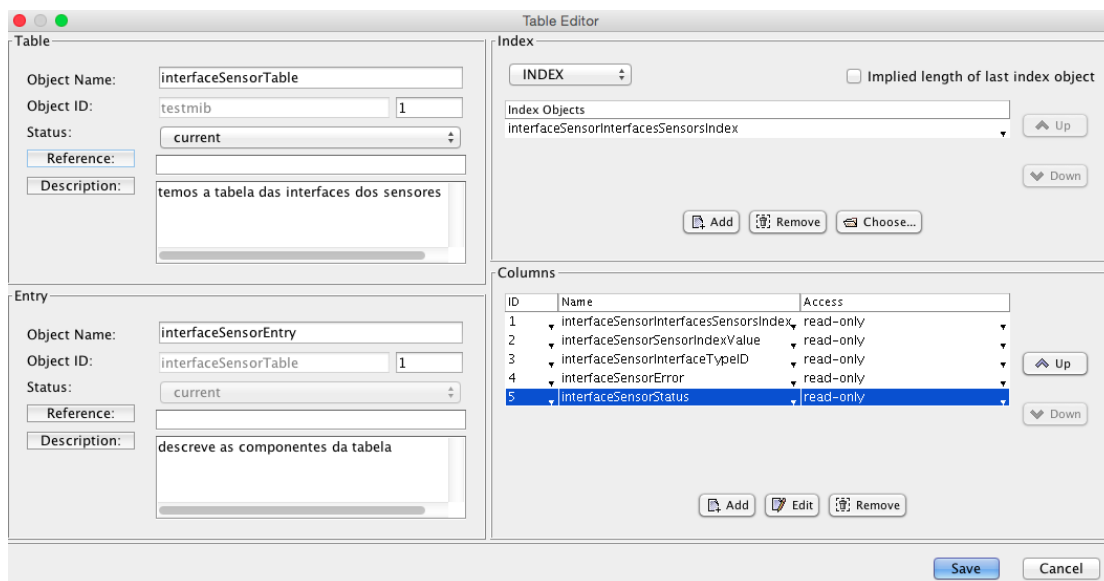 Table Editor
Table
Object Name: interfaceSensorTable
Object ID: testmib 1
Status: current
Reference:
Description: temos a tabela das interfaces dos sensores
Entry
Object Name: interfaceSensorEntry
Object ID: interfaceSensorTable 1
Status: current
Reference:
Description: descreve as componentes da tabela
Index
INDEX Implied length of last index object
Index Objects
interfaceSensorInterfacesSensorsIndex
Up
Down
Add Remove Choose...
Columns
ID Name Access
1 interfaceSensorInterfacesSensorsIndex read-only
2 interfaceSensorSensorIndexValue read-only
3 interfaceSensorInterfaceTypeID read-only
4 interfaceSensorError read-only
5 interfaceSensorStatus read-only
Up
Down
Add Edit Remove
Save Cancel